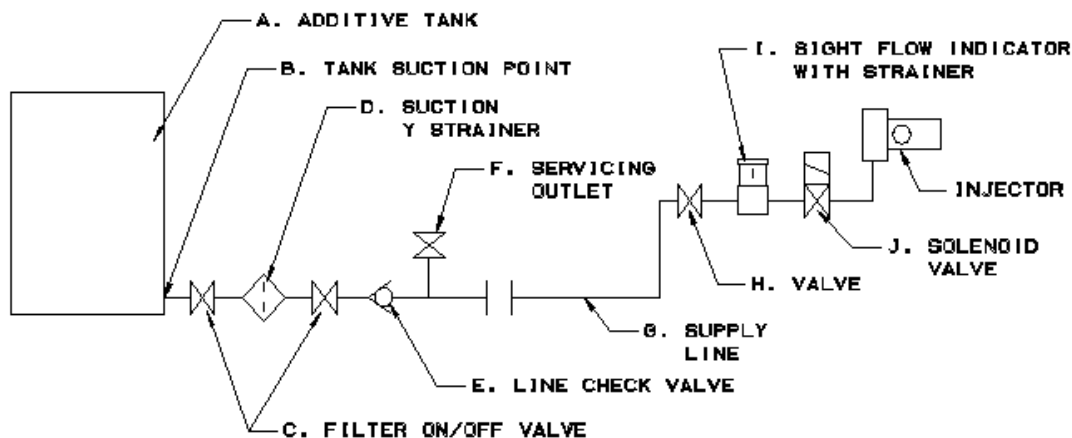 A. ADDITIVE TANK
B. TANK SUCTION POINT
D. SUCTION
Y STRAINER
F. SERVICING
OUTLET
I. SIGHT FLOW INDICATOR
WITH STRAINER
INJECTOR
J. SOLENOID
VALVE
H. VALVE
G. SUPPLY
LINE
E. LINE CHECK VALVE
C. FILTER ON/OFF VALVE